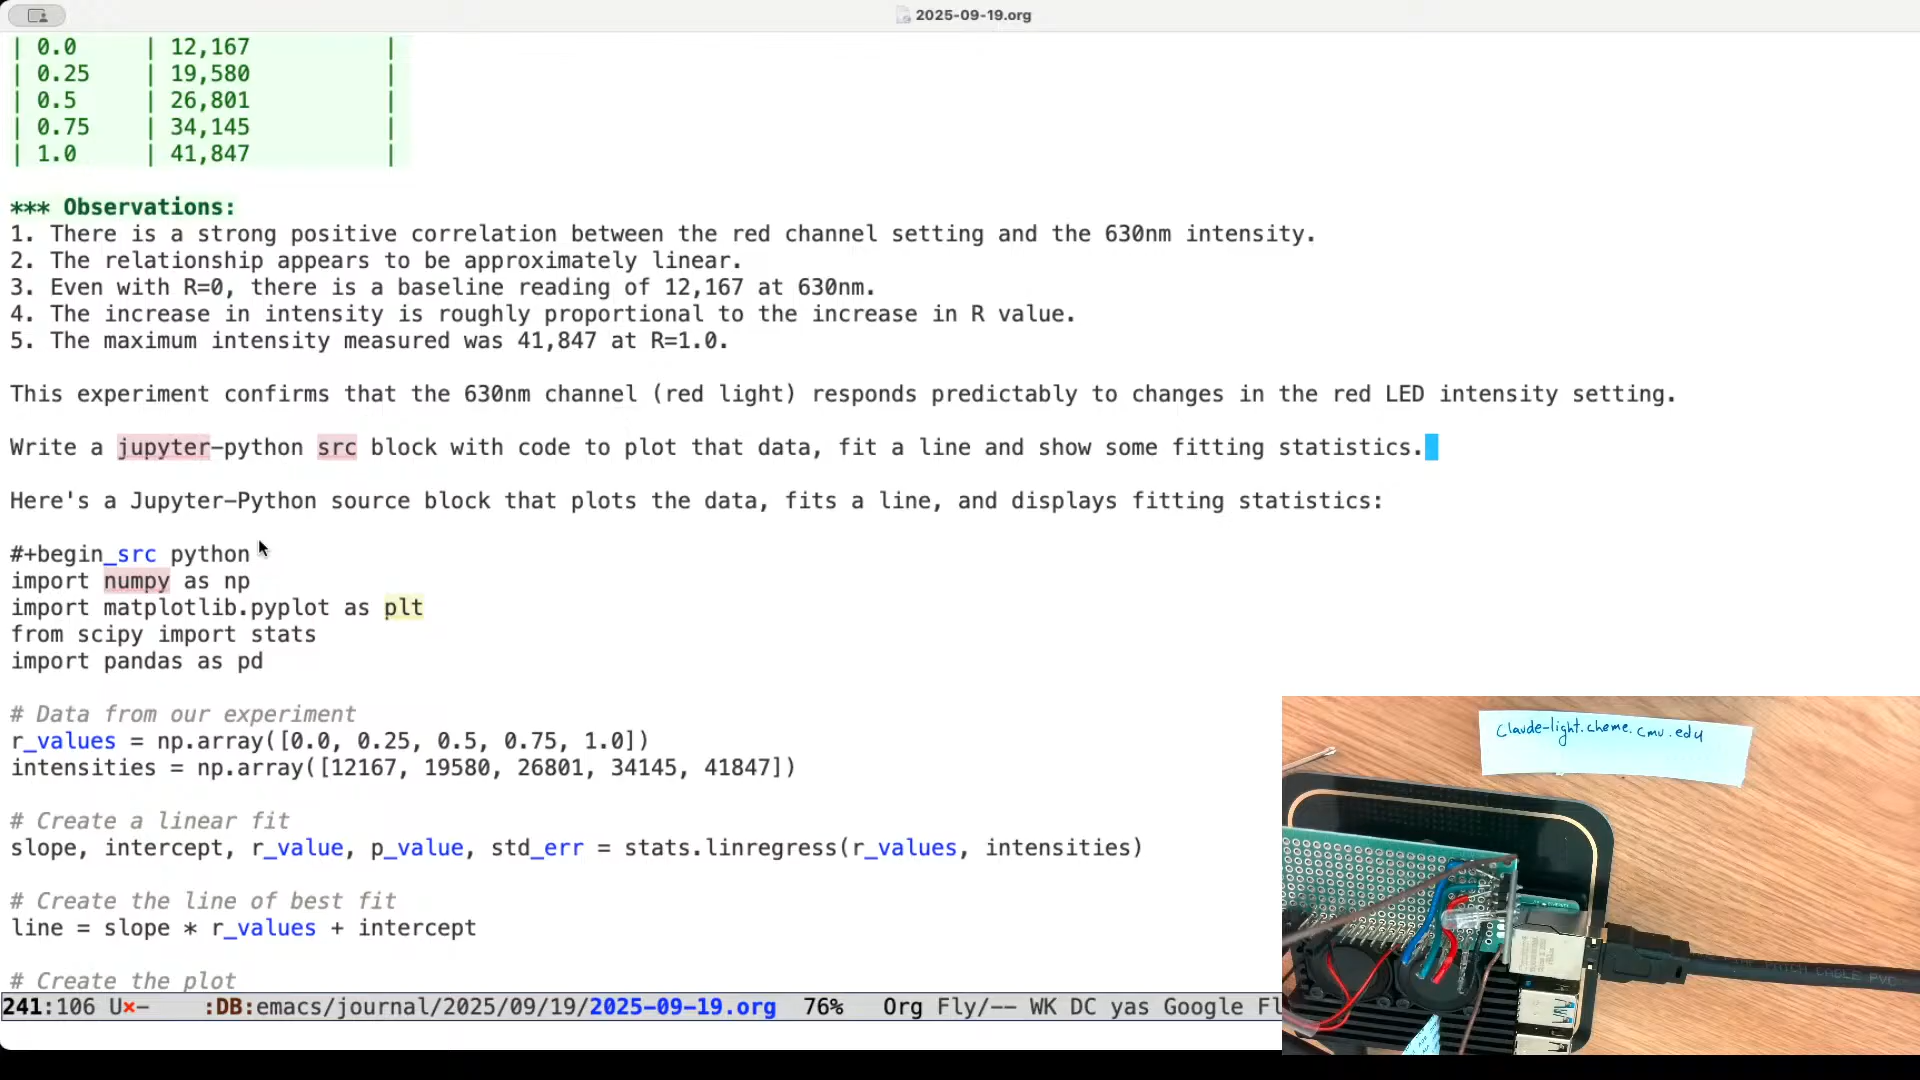 2025-09-19.org
| 0.0 | 12,167 |
| 0.25 | 19,580 |
| 0.5 | 26,801 |
| 0.75 | 34,145 |
| 1.0 | 41,847 |
*** Observations:
1. There is a strong positive correlation between the red channel setting and the 630nm intensity.
2. The relationship appears to be approximately linear.
3. Even with R=0, there is a baseline reading of 12,167 at 630nm.
4. The increase in intensity is roughly proportional to the increase in R value.
5. The maximum intensity measured was 41,847 at R=1.0.
This experiment confirms that the 630nm channel (red light) responds predictably to changes in the red LED intensity setting.
Write a jupyter-python src block with code to plot that data, fit a line and show some fitting statistics.
Here's a Jupyter-Python source block that plots the data, fits a line, and displays fitting statistics:
#+begin_src python
import numpy as np
import matplotlib.pyplot as plt
from scipy import stats
import pandas as pd
# Data from our experiment
r_values = np.array([0.0, 0.25, 0.5, 0.75, 1.0])
intensities = np.array([12167, 19580, 26801, 34145, 41847])
# Create a linear fit
slope, intercept, r_value, p_value, std_err = stats.linregress(r_values, intensities)
# Create the line of best fit
line = slope * r_values + intercept
# Create the plot
241:106 U×- :DB:emacs/journal/2025/09/19/2025-09-19.org 76% Org Fly/-- WK DC yas Google Fl
Claude-light.cheme.cmu.edu